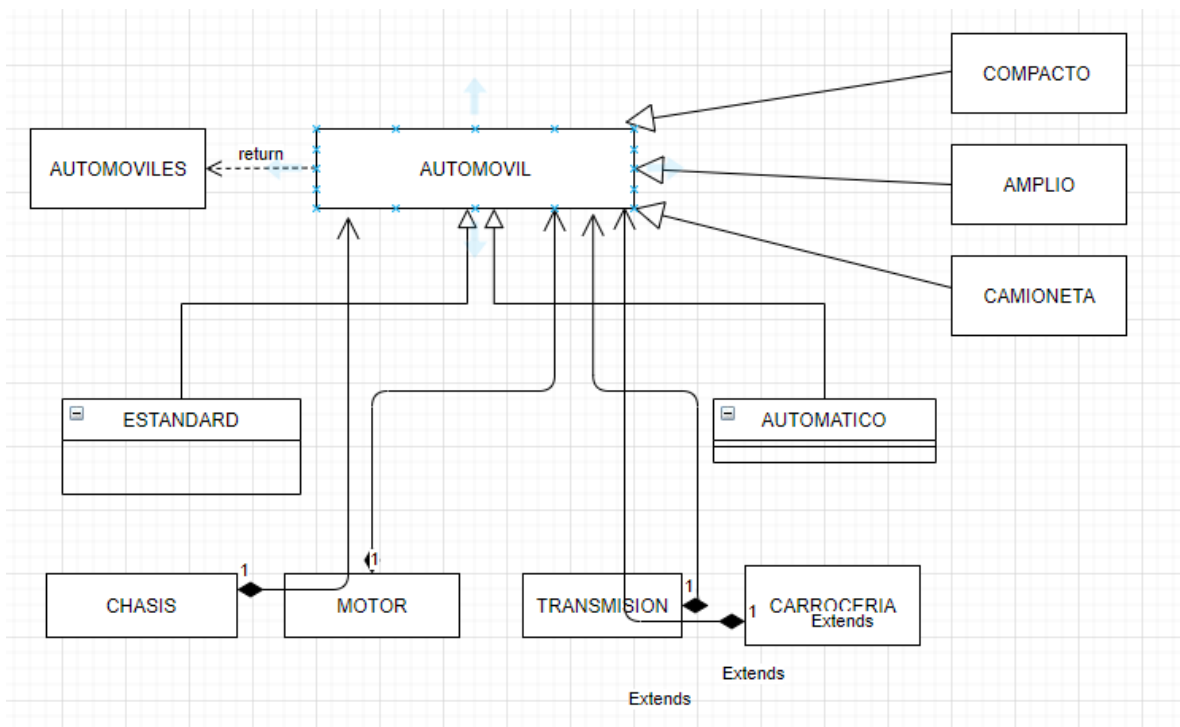 COMPACTO
return
AUTOMOVILES
AUTOMOVIL
AMPLIO
CAMIONETA
ESTANDARD
AUTOMATICO
1
1
1
1
CHASIS
MOTOR
TRANSMISION
CARROCERIA
Extends
Extends
Extends